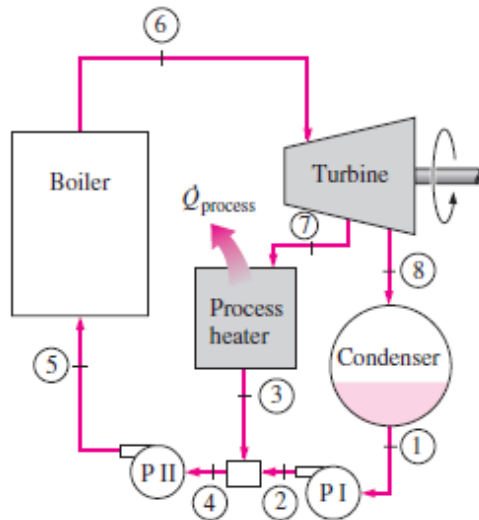 6
Boiler
Turbine
Q̇process
7
8
Process
heater
Condenser
5
3
1
P II
4
2
P I